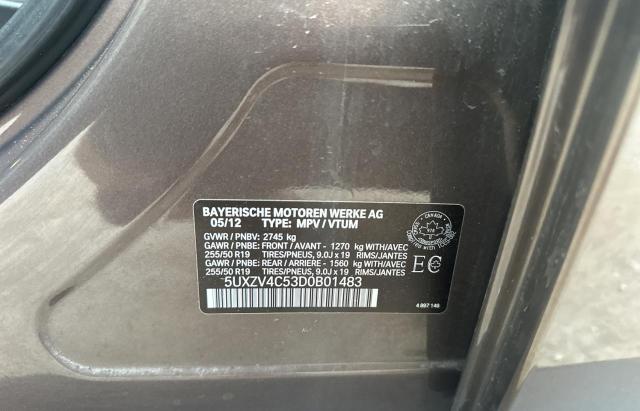 BAYERISCHE MOTOREN WERKE AG
05/12 TYPE: MPV / VTUM
GVWR / PNBV: 2745 kg
GAWR / PNBE: FRONT / AVANT - 1270 kg WITH/AVEC
255/50 R19 TIRES/PNEUS, 9.0J x 19 RIMS/JANTES
GAWR / PNBE: REAR / ARRIERE - 1560 kg WITH/AVEC
255/50 R19 TIRES/PNEUS, 9.0J x 19 RIMS/JANTES
5UXZV4C53D0B01483
CANADA
EC
4 897 149